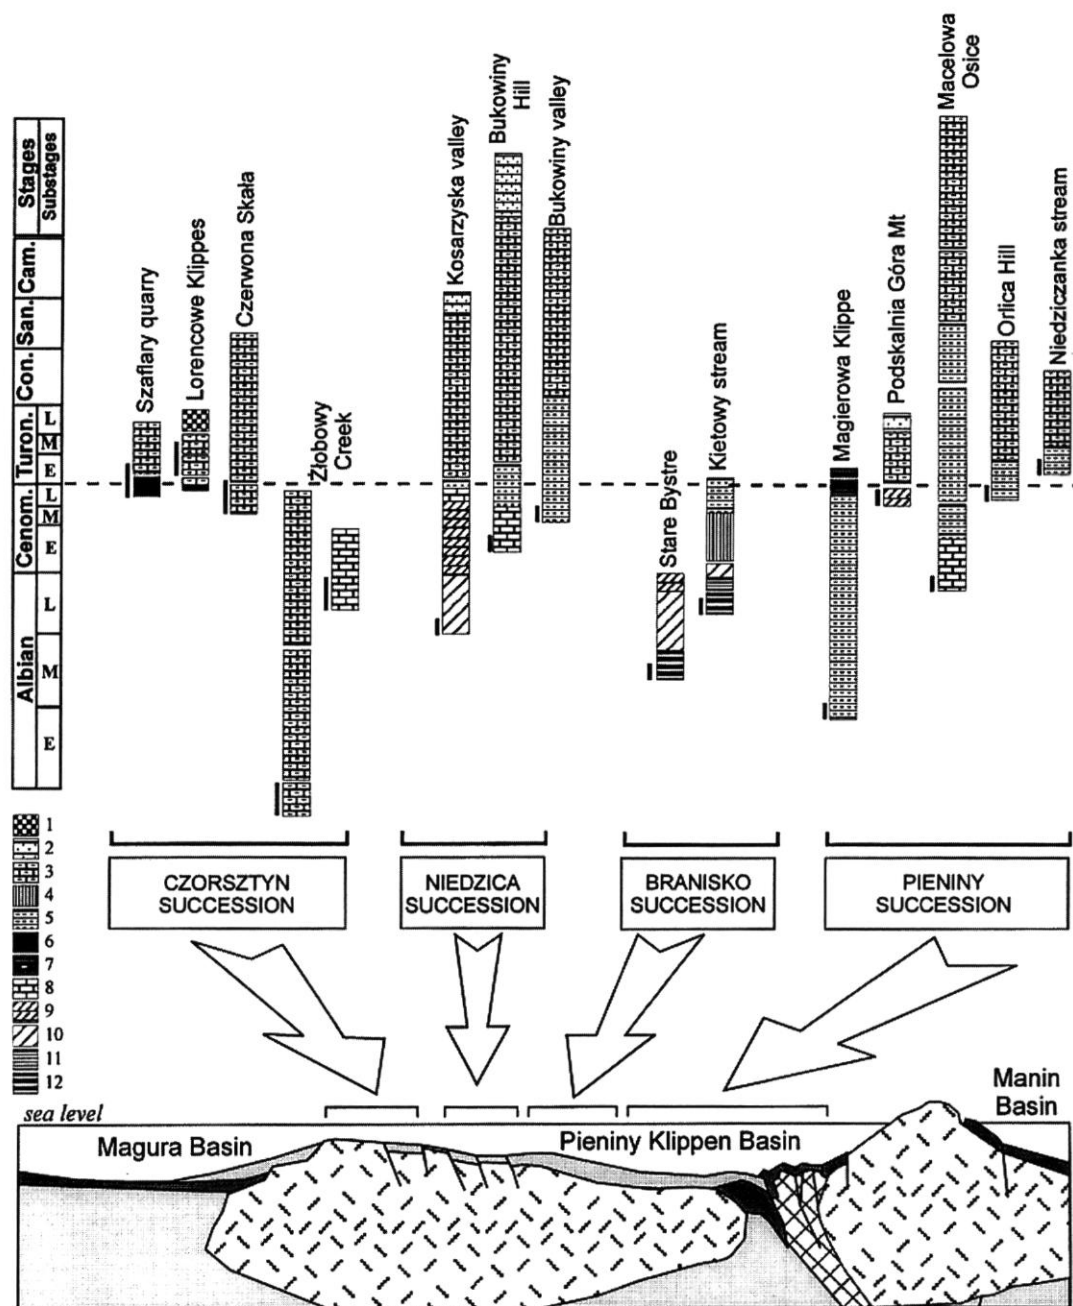 Stages
Substages
Cam.
San.
Con.
Turon.
L
M
E
Cenom.
L
M
E
Albian
L
M
E
Szaflary quarry
Lorencowe Klippes
Czerwona Skała
Żłobowy
Creek
Kosarzyska valley
Bukowiny
Hill
Bukowiny valley
Stare Bystre
Kietowy stream
Magierowa Klippe
Podskalnia Góra Mt
Macelowa
Osice
Orlica Hill
Niedziczanka stream
1
2
3
4
5
6
7
8
9
10
11
12
CZORSZTYN
SUCCESSION
NIEDZICA
SUCCESSION
BRANISKO
SUCCESSION
PIENINY
SUCCESSION
sea level
Magura Basin
Pieniny Klippen Basin
Manin
Basin